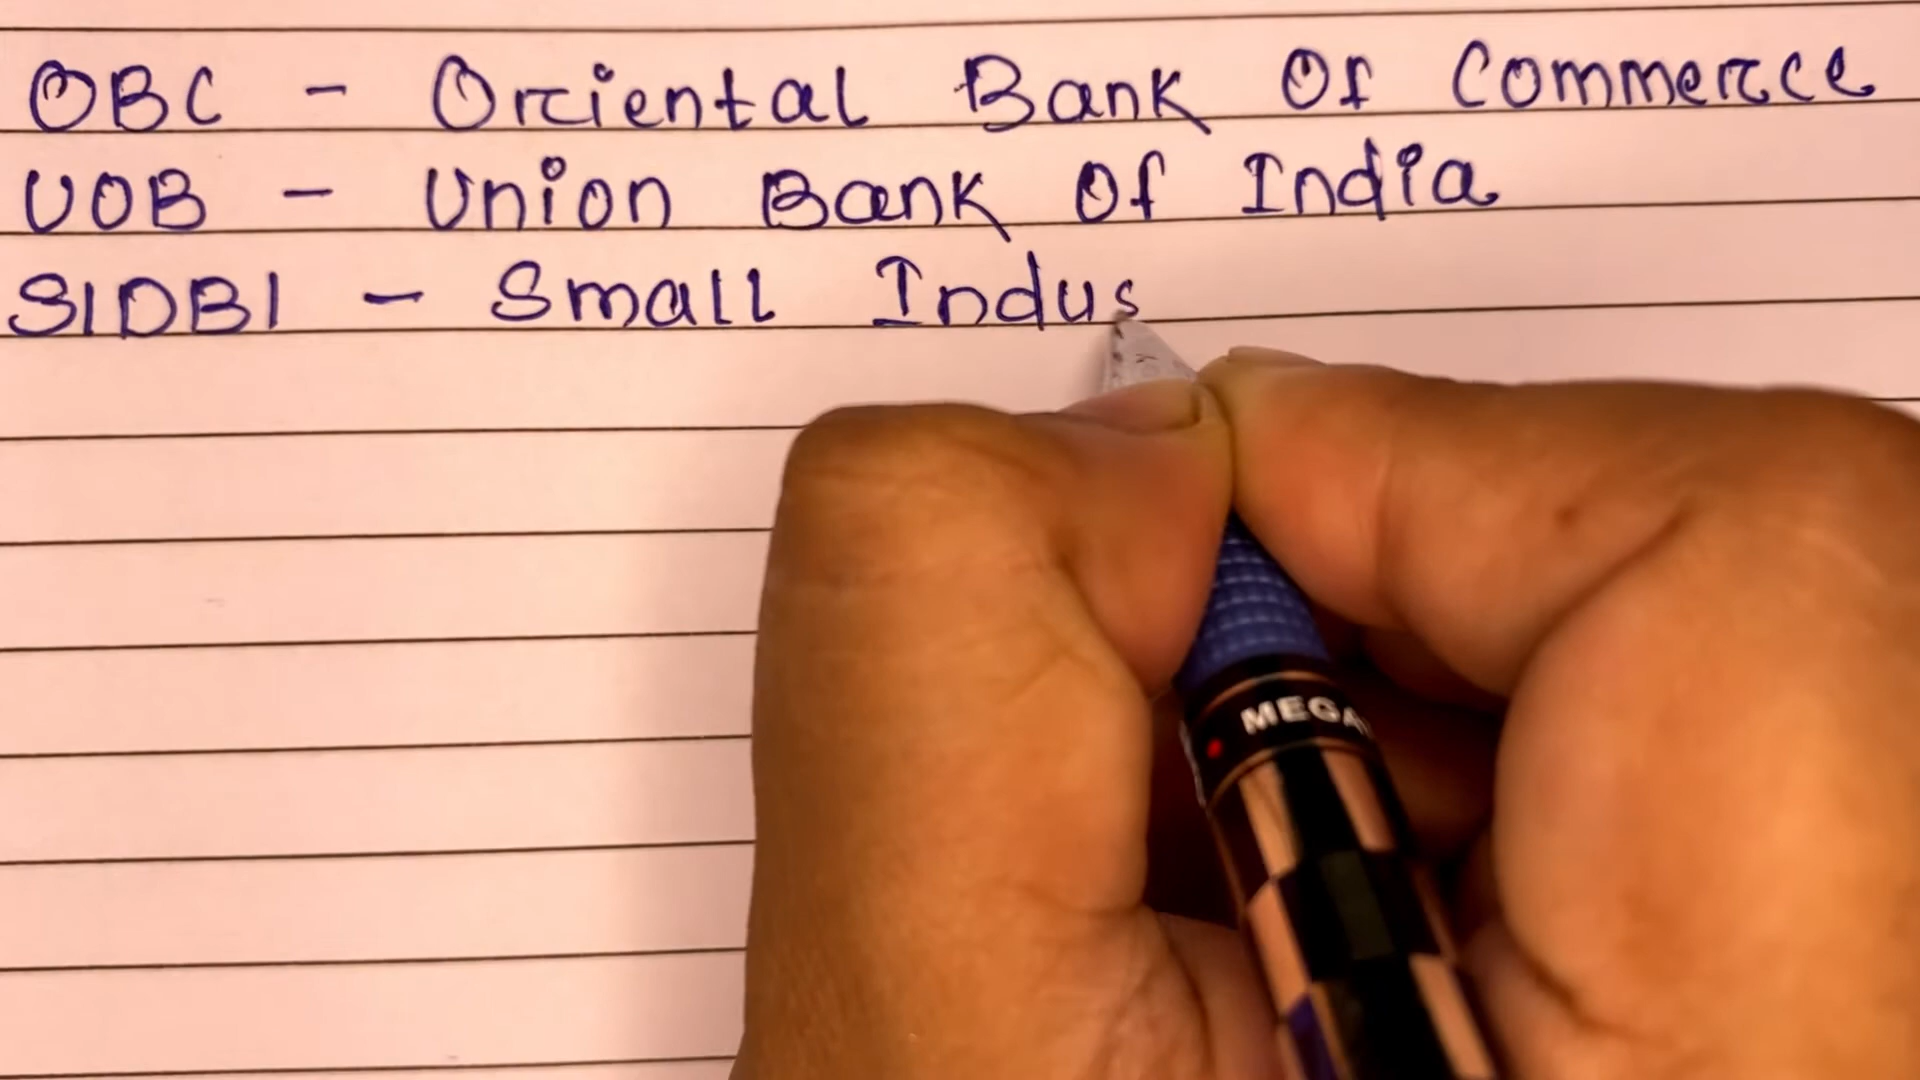 OBC - Oriental Bank Of Commerce
UOB - Union Bank Of India
SIDBI - Small Indus
MEGA